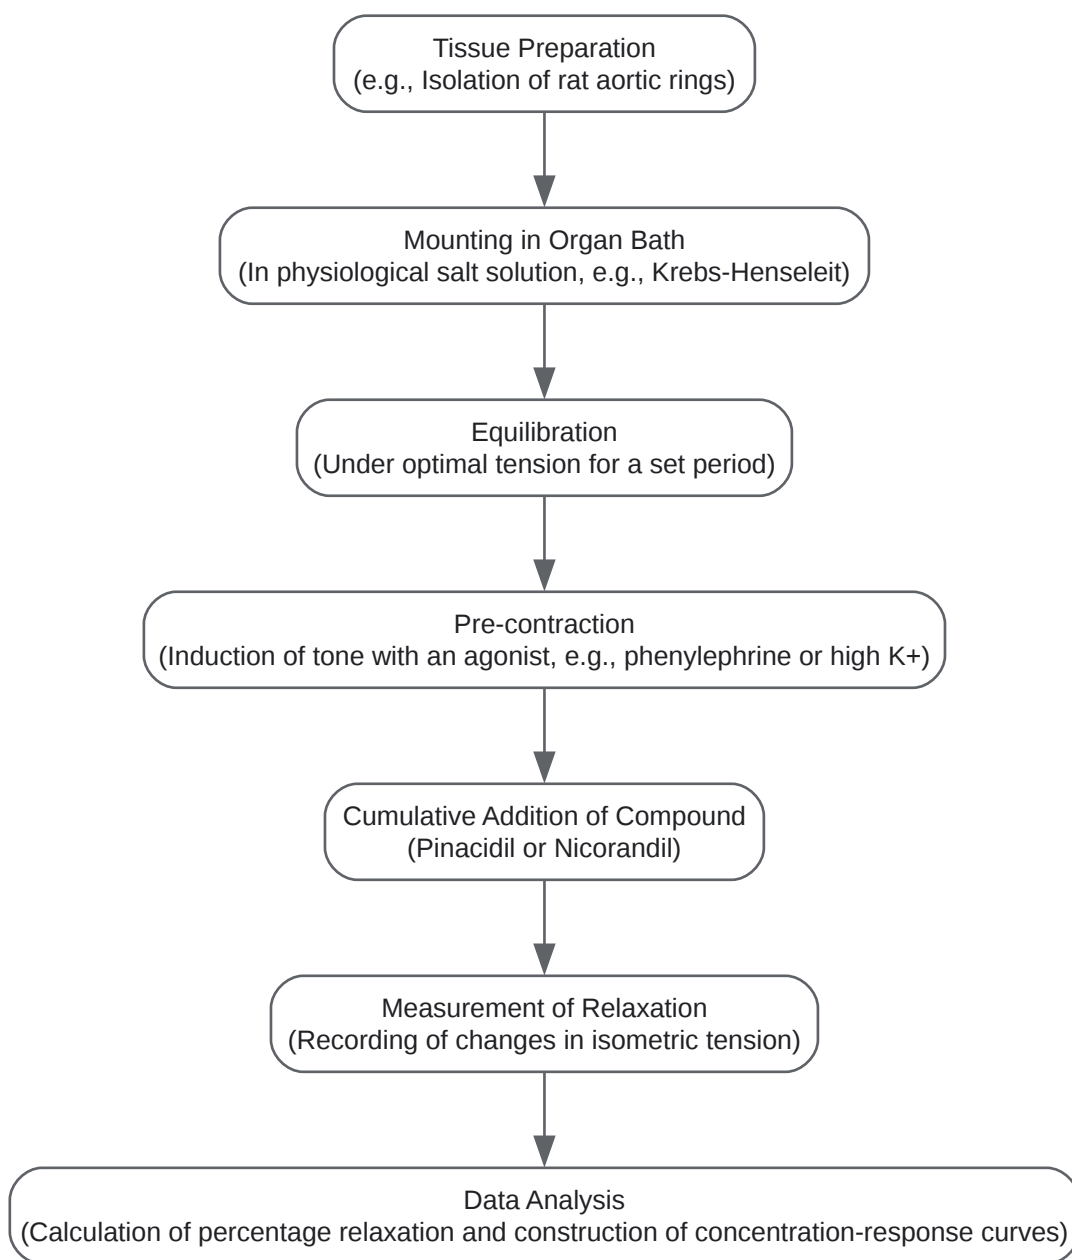 Tissue Preparation
(e.g., Isolation of rat aortic rings)
Mounting in Organ Bath
(In physiological salt solution, e.g., Krebs-Henseleit)
Equilibration
(Under optimal tension for a set period)
Pre-contraction
(Induction of tone with an agonist, e.g., phenylephrine or high K+)
Cumulative Addition of Compound
(Pinacidil or Nicorandil)
Measurement of Relaxation
(Recording of changes in isometric tension)
Data Analysis
(Calculation of percentage relaxation and construction of concentration-response curves)